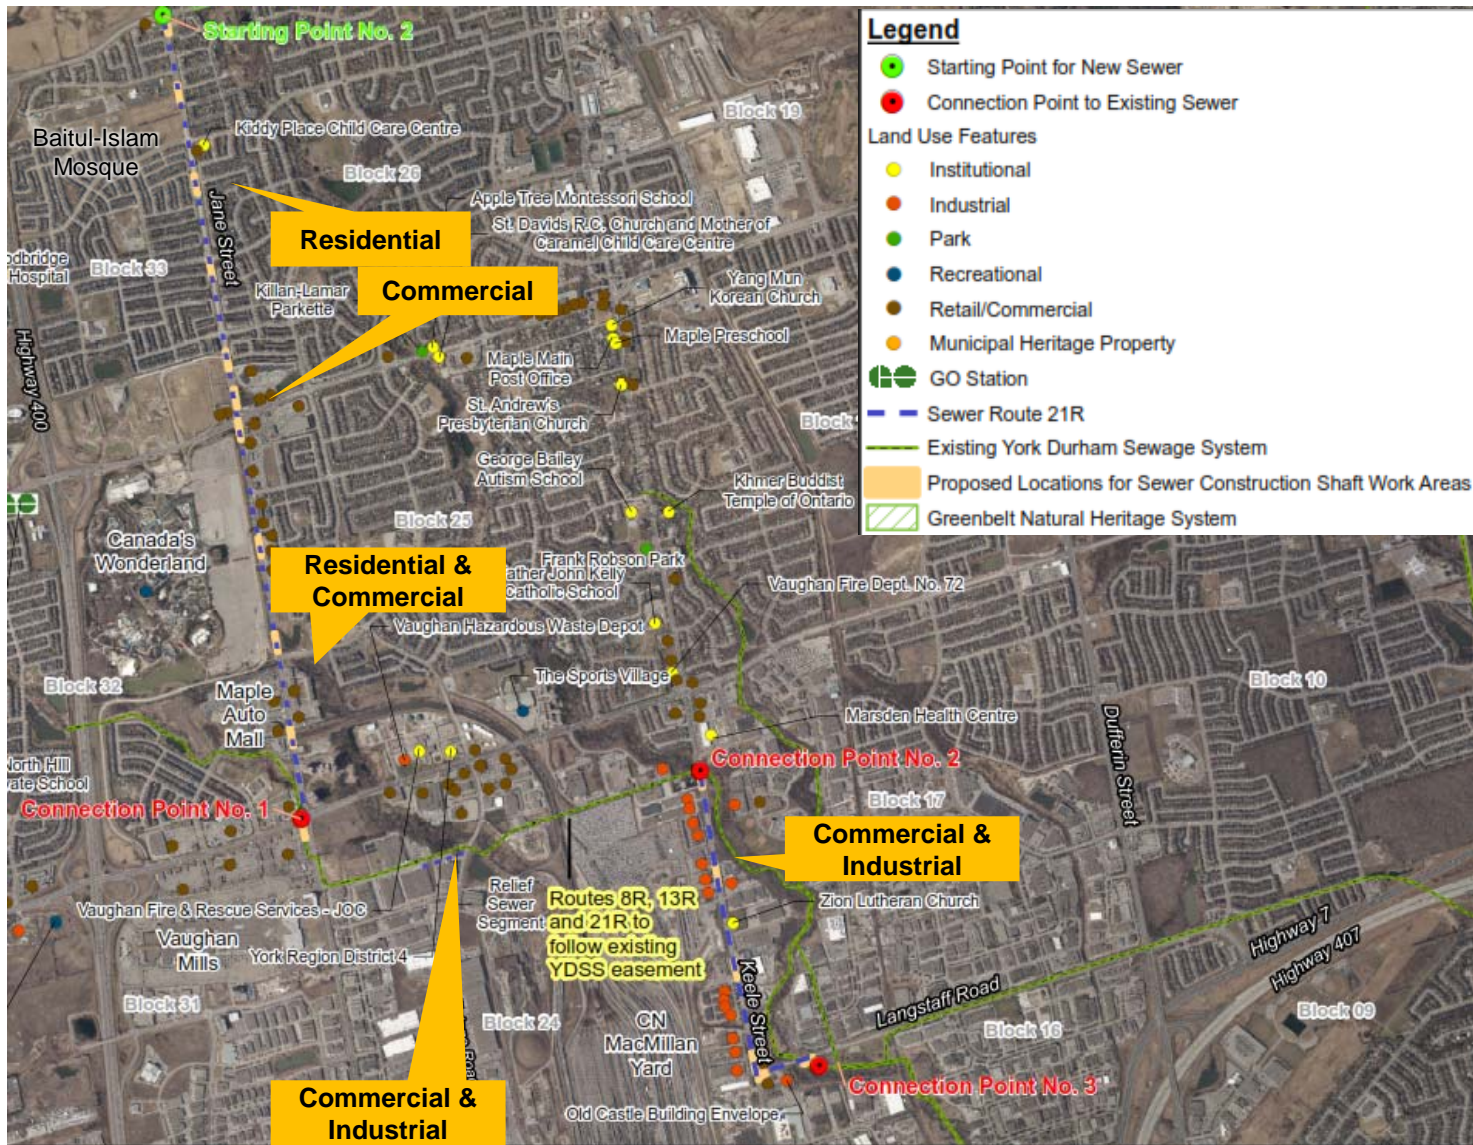 Starting Point No. 2
Legend
Starting Point for New Sewer
Connection Point to Existing Sewer
Land Use Features
Institutional
Industrial
Park
Recreational
Retail/Commercial
Municipal Heritage Property
GO Station
Sewer Route 21R
Existing York Durham Sewage System
Proposed Locations for Sewer Construction Shaft Work Areas
Greenbelt Natural Heritage System
Block 19
Kiddy Place Child Care Centre
Baitul-Islam
Mosque
Block 26
Jane Street
Apple Tree Montessori School
Residential
St. Davids R.C. Church and Mother of
Caramel Child Care Centre
odbridge
Hospital
Block 33
Killan-Lamar
Parkette
Commercial
Yang Mun
Korean Church
Maple Preschool
Highway 400
Maple Main
Post Office
St. Andrew's
Presbyterian Church
Block
George Bailey
Autism School
Khmer Buddist
Temple of Ontario
Block 25
Canada's
Wonderland
Residential &
Commercial
Frank Robson Park
ather John Kelly
Catholic School
Vaughan Fire Dept. No. 72
Vaughan Hazardous Waste Depot
The Sports Village
Block 32
Block 10
Maple
Auto
Mall
Marsden Health Centre
Dufferin Street
North Hill
vate School
Connection Point No. 2
Connection Point No. 1
Block 17
Commercial &
Industrial
Relief
Sewer
Segment
Routes 8R, 13R
and 21R to
follow existing
YDSS easement
Zion Lutheran Church
Vaughan Fire & Rescue Services - JOC
Vaughan
Mills
York Region District 4
Highway 7
Highway 407
Keele Street
Langstaff Road
Block 31
Block 24
CN
MacMillan
Yard
Block 16
Block 09
Connection Point No. 3
Commercial &
Industrial
Old Castle Building Envelope